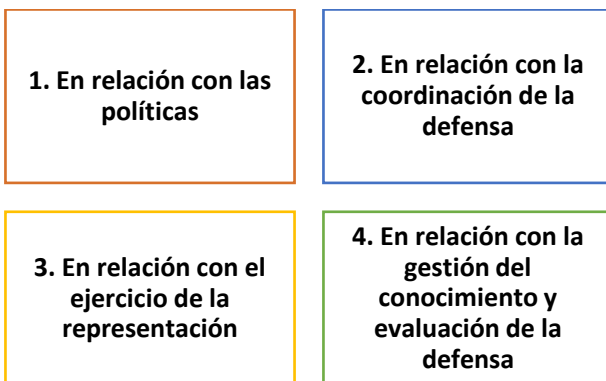 1. En relación con las
políticas
2. En relación con la
coordinación de la
defensa
3. En relación con el
ejercicio de la
representación
4. En relación con la
gestión del
conocimiento y
evaluación de la
defensa